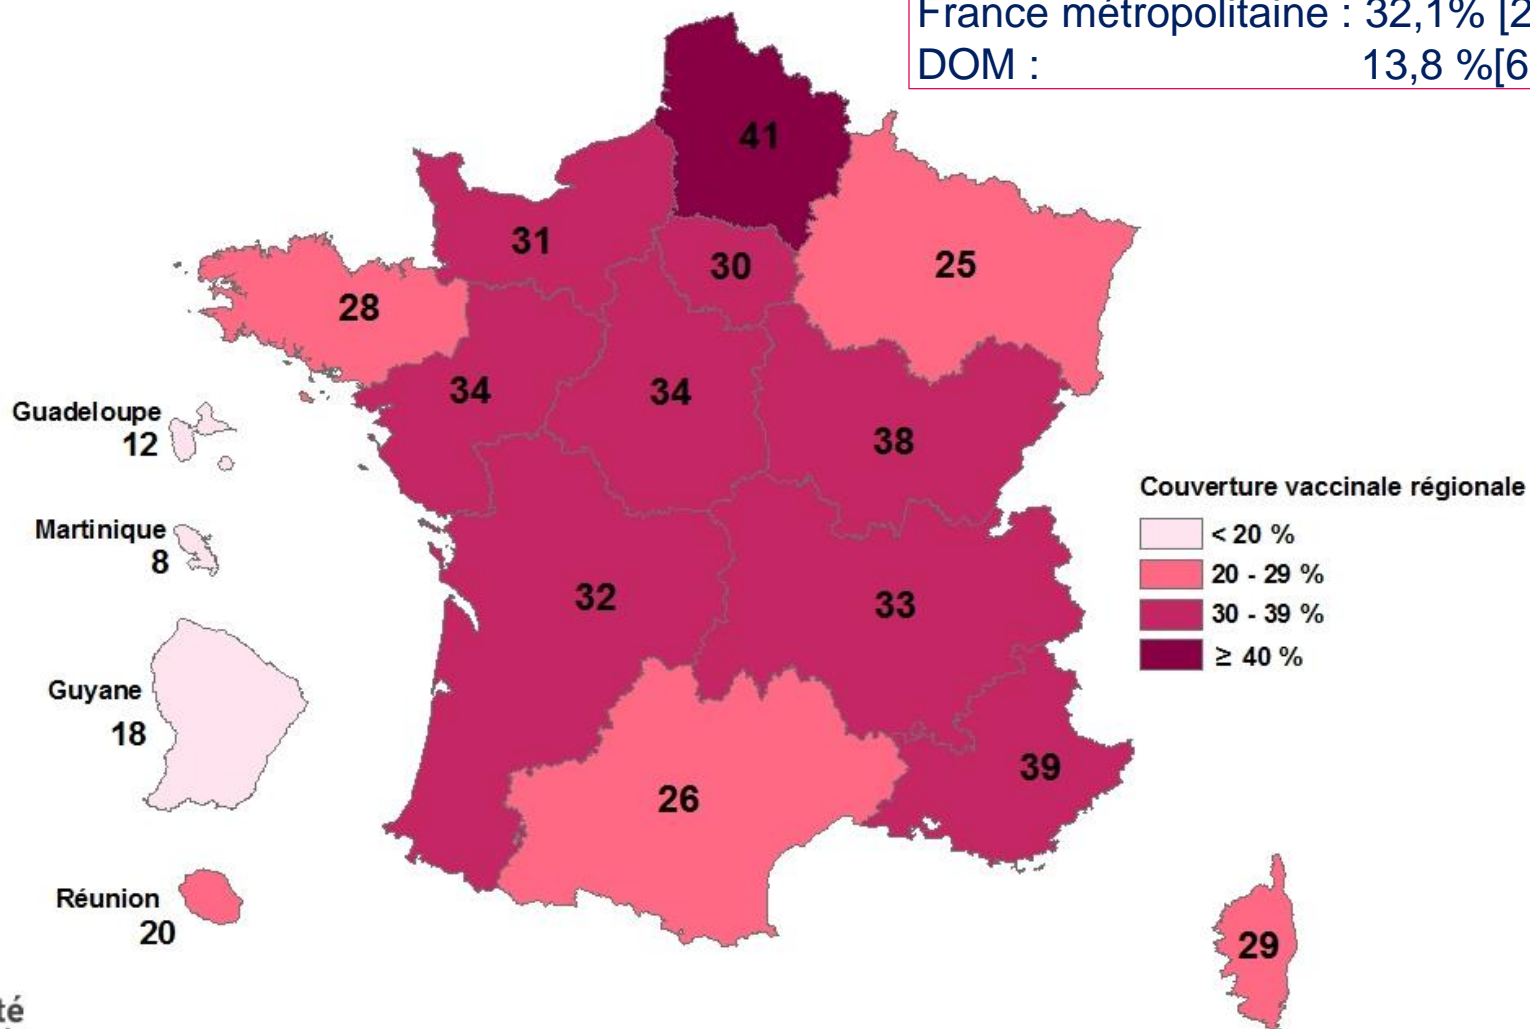 France métropolitaine : 32,1% [2
DOM : 13,8 %[6
41
31
30
25
28
34
34
38
Guadeloupe
12
Martinique
8
32
33
Guyane
18
39
26
Réunion
20
29
Couverture vaccinale régionale
< 20 %
20 - 29 %
30 - 39 %
≥ 40 %
té